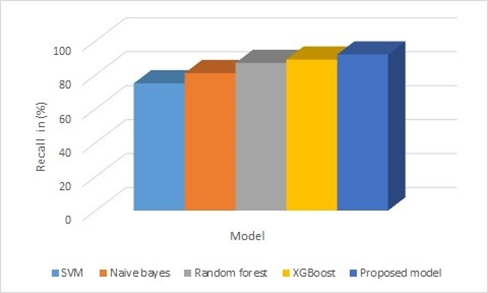 100
80
60
40
20
0
Recall in (%)
Model
SVM Naive bayes Random forest XGBoost Proposed model